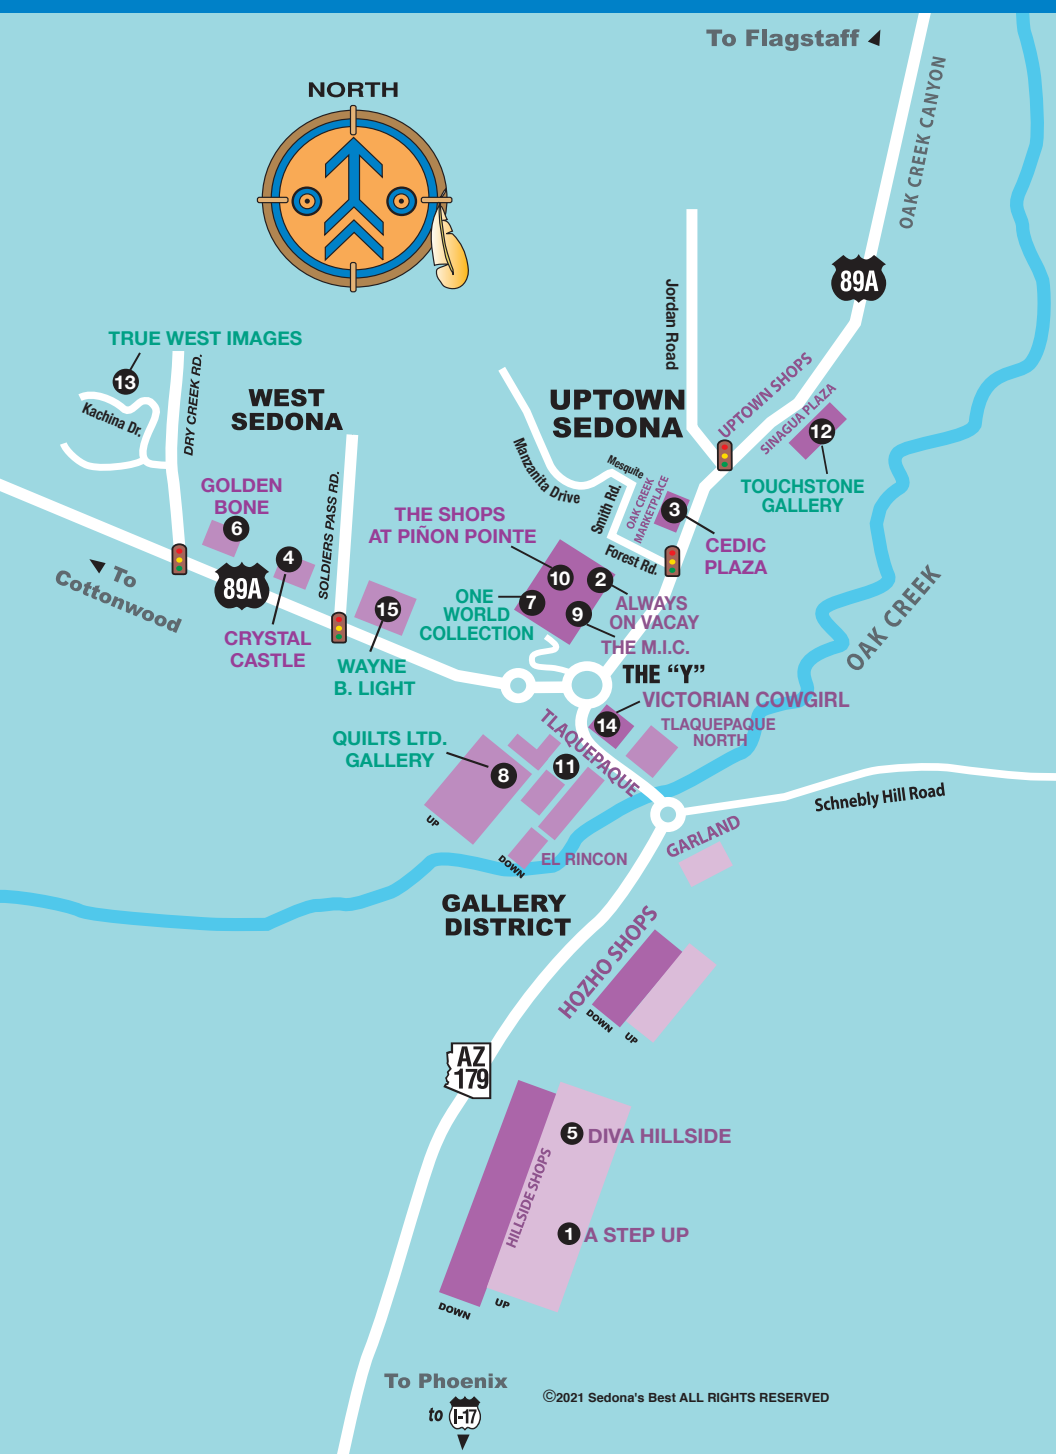 To Flagstaff
OAK CREEK CANYON
NORTH
89A
Jordan Road
TRUE WEST IMAGES
13
Kachina Dr.
DRY CREEK RD.
WEST
SEDONA
UPTOWN
SEDONA
UPTOWN SHOPS
SINAGUA PLAZA
12
TOUCHSTONE
GALLERY
Manzanita Drive
Mesquite
Smith Rd.
OAK CREEK
MARKETPLACE
3
CEDIC
PLAZA
Forest Rd.
GOLDEN
BONE
6
SOLDIERS PASS RD.
THE SHOPS
AT PIÑON POINTE
4
89A
To
Cottonwood
CRYSTAL
CASTLE
15
WAYNE
B. LIGHT
10
2
7
9
ONE
WORLD
COLLECTION
ALWAYS
ON VACAY
THE M.I.C.
OAK CREEK
THE “Y”
VICTORIAN COWGIRL
14
TLAQUEPAQUE
NORTH
TLAQUEPAQUE
QUILTS LTD.
GALLERY
8
11
UP
DOWN
EL RINCON
Schnebly Hill Road
GARLAND
GALLERY
DISTRICT
HOZHO SHOPS
DOWN
UP
AZ
179
5
DIVA HILLSIDE
HILLSIDE SHOPS
1
A STEP UP
DOWN
UP
To Phoenix
to I-17
©2021 Sedona's Best ALL RIGHTS RESERVED